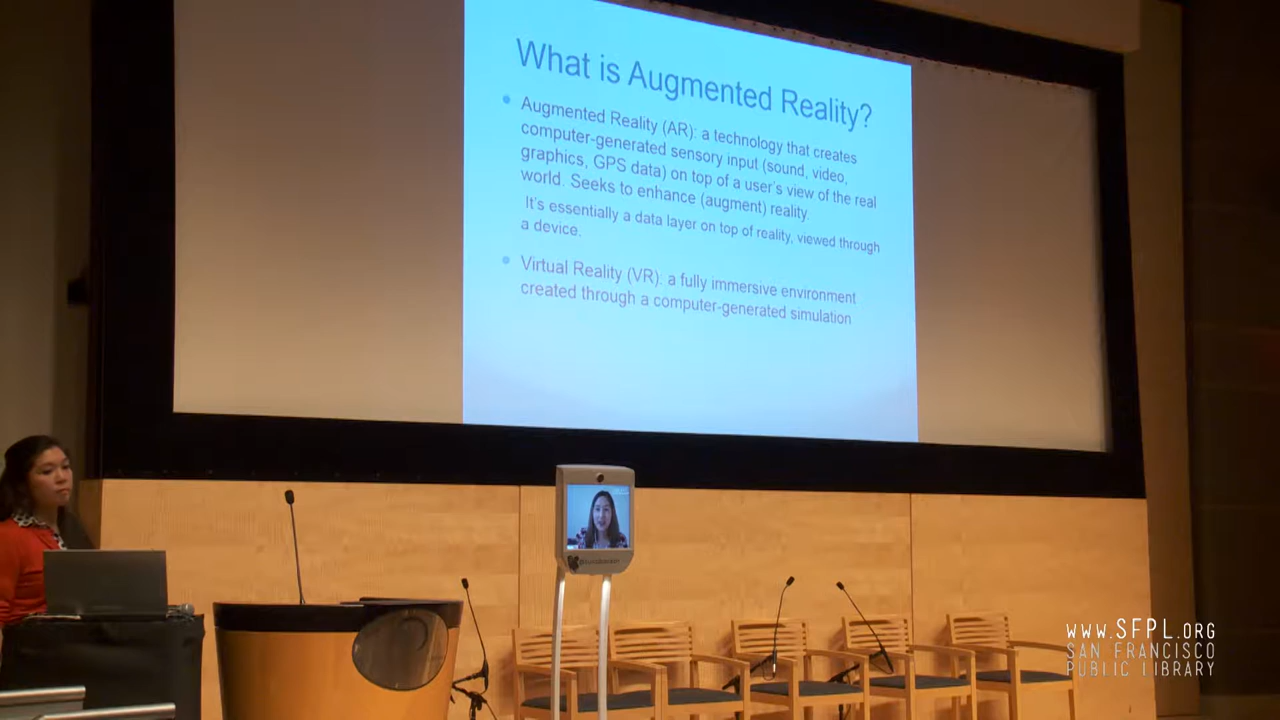 What is Augmented Reality?
Augmented Reality (AR): a technology that creates
computer-generated sensory input (sound, video,
graphics, GPS data) on top of a user's view of the real
world. Seeks to enhance (augment) reality.
It's essentially a data layer on top of reality, viewed through
a device.
Virtual Reality (VR): a fully immersive environment
created through a computer-generated simulation
WWW.SFPL.ORG
SAN FRANCISCO
PUBLIC LIBRARY